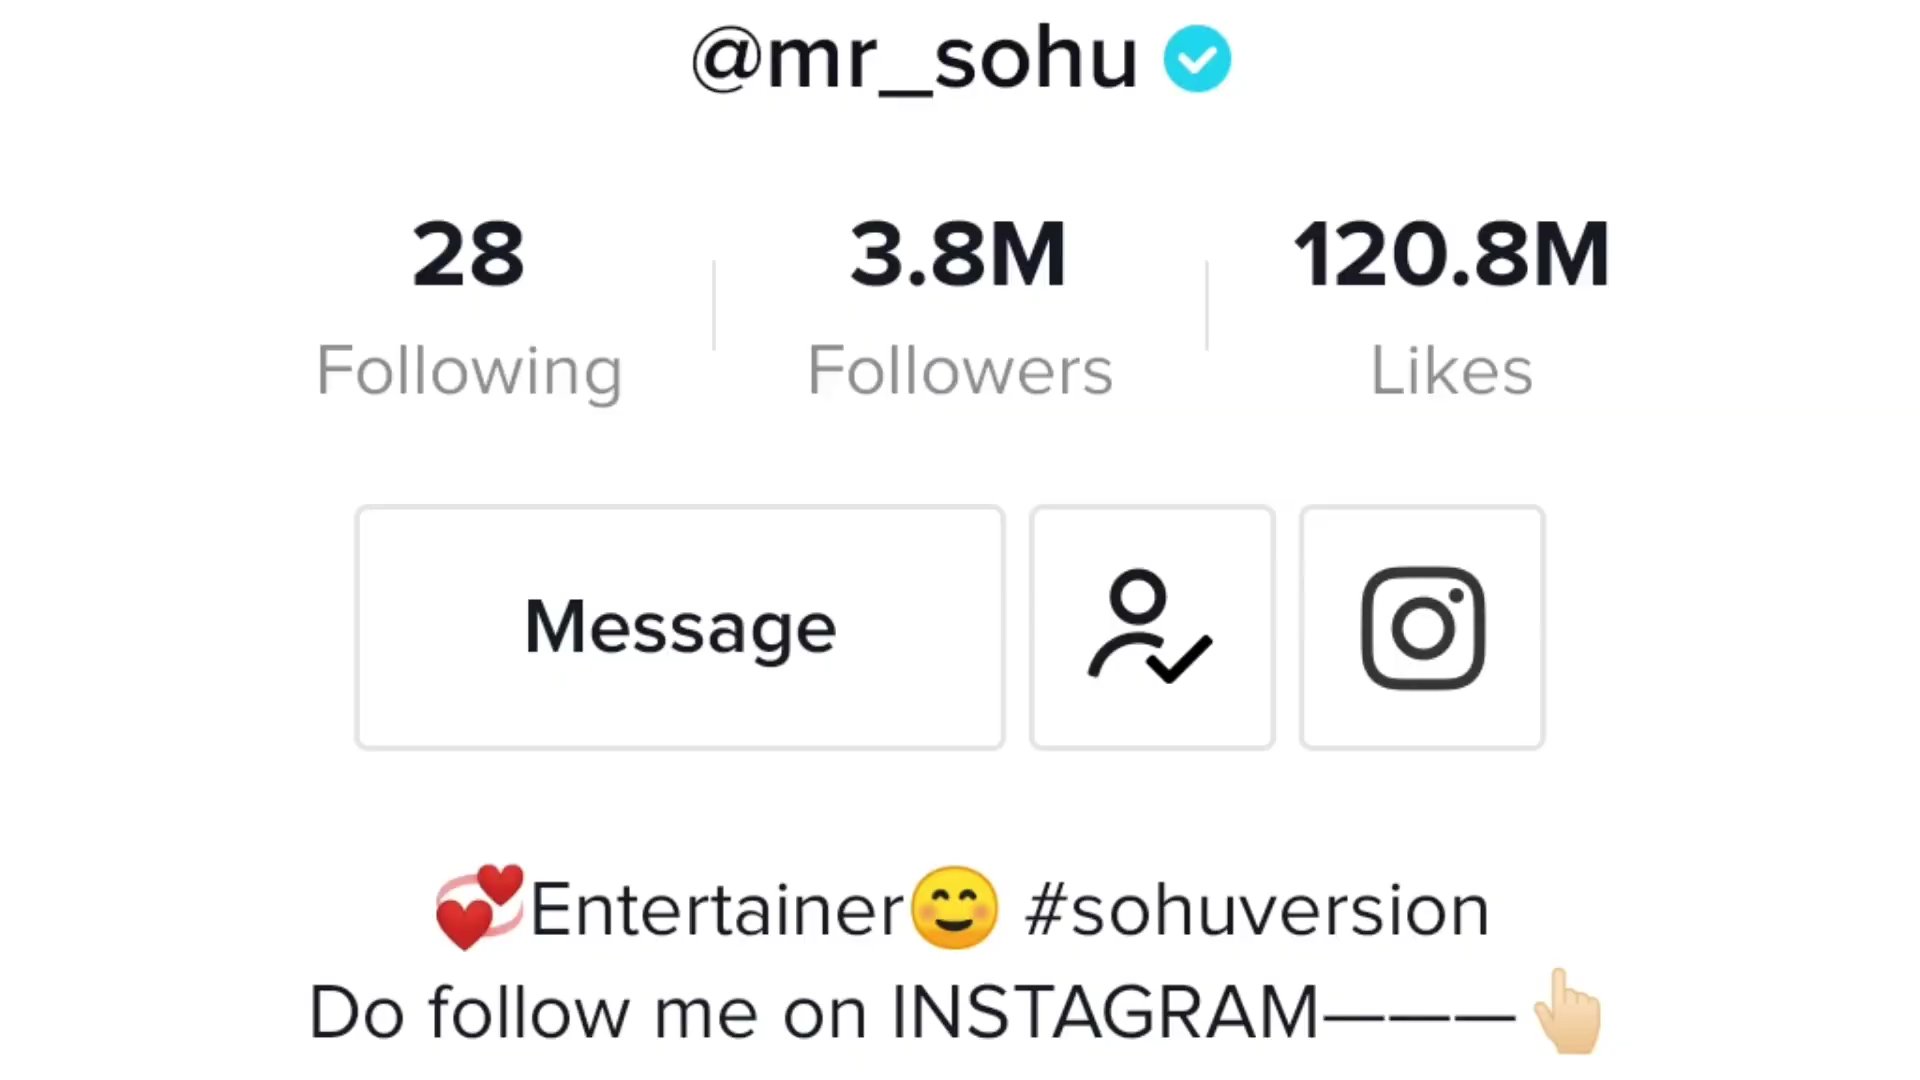 @mr_sohu
28 3.8M 120.8M
Following Followers Likes
Message
💞Entertainer😊 #sohuversion
Do follow me on INSTAGRAM———👆🏼